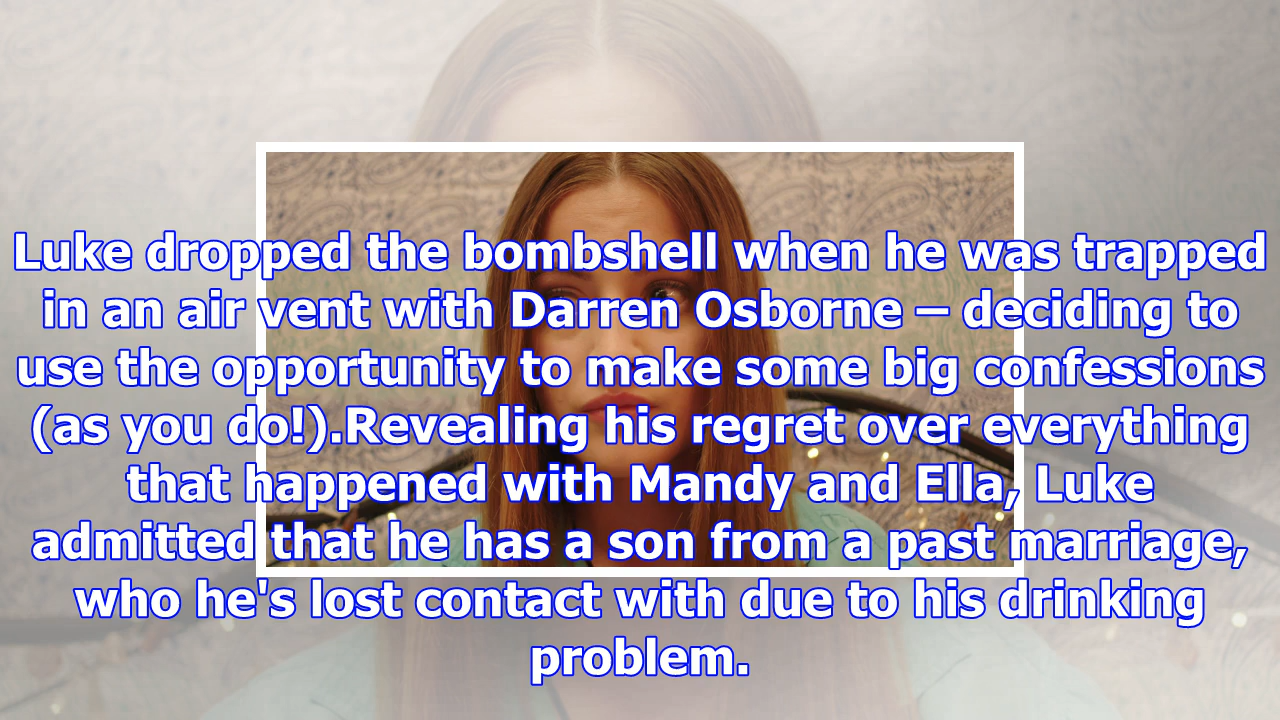 Luke dropped the bombshell when he was trapped
in an air vent with Darren Osborne – deciding to
use the opportunity to make some big confessions
(as you do!).Revealing his regret over everything
that happened with Mandy and Ella, Luke
admitted that he has a son from a past marriage,
who he's lost contact with due to his drinking
problem.